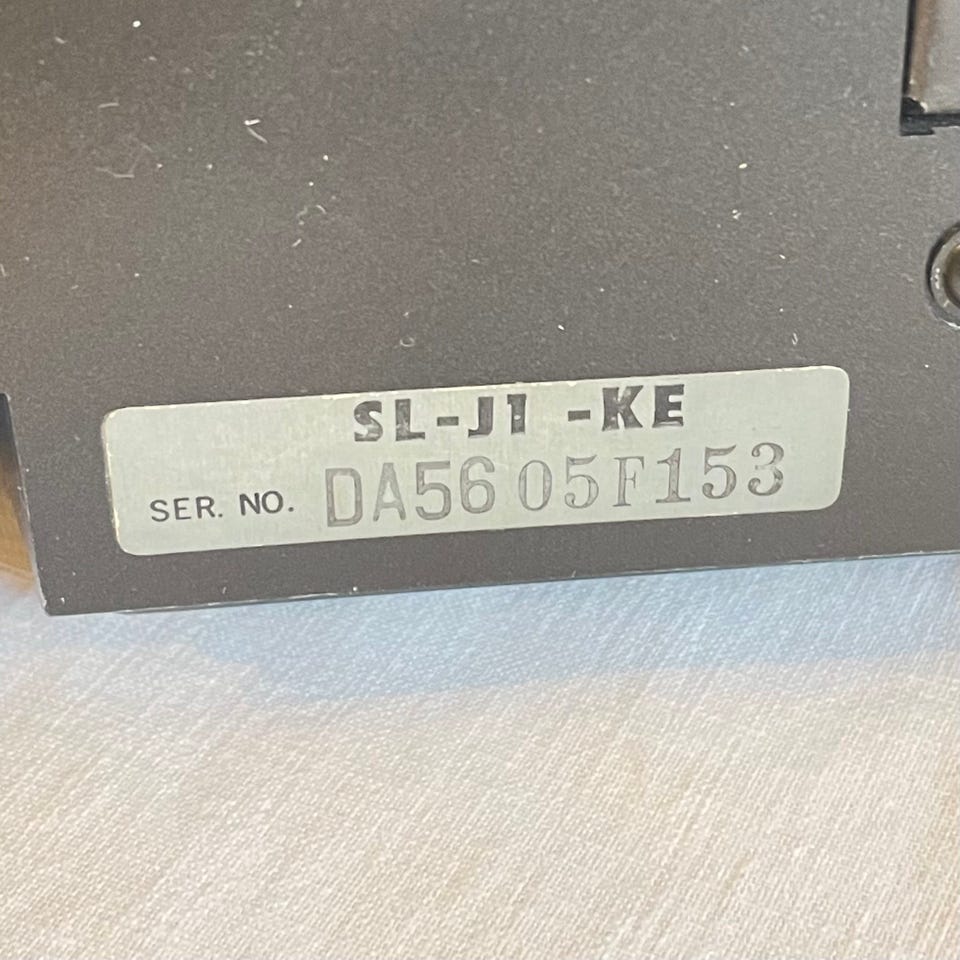 SL-J1 -KE
SER. NO. DA56 05F153